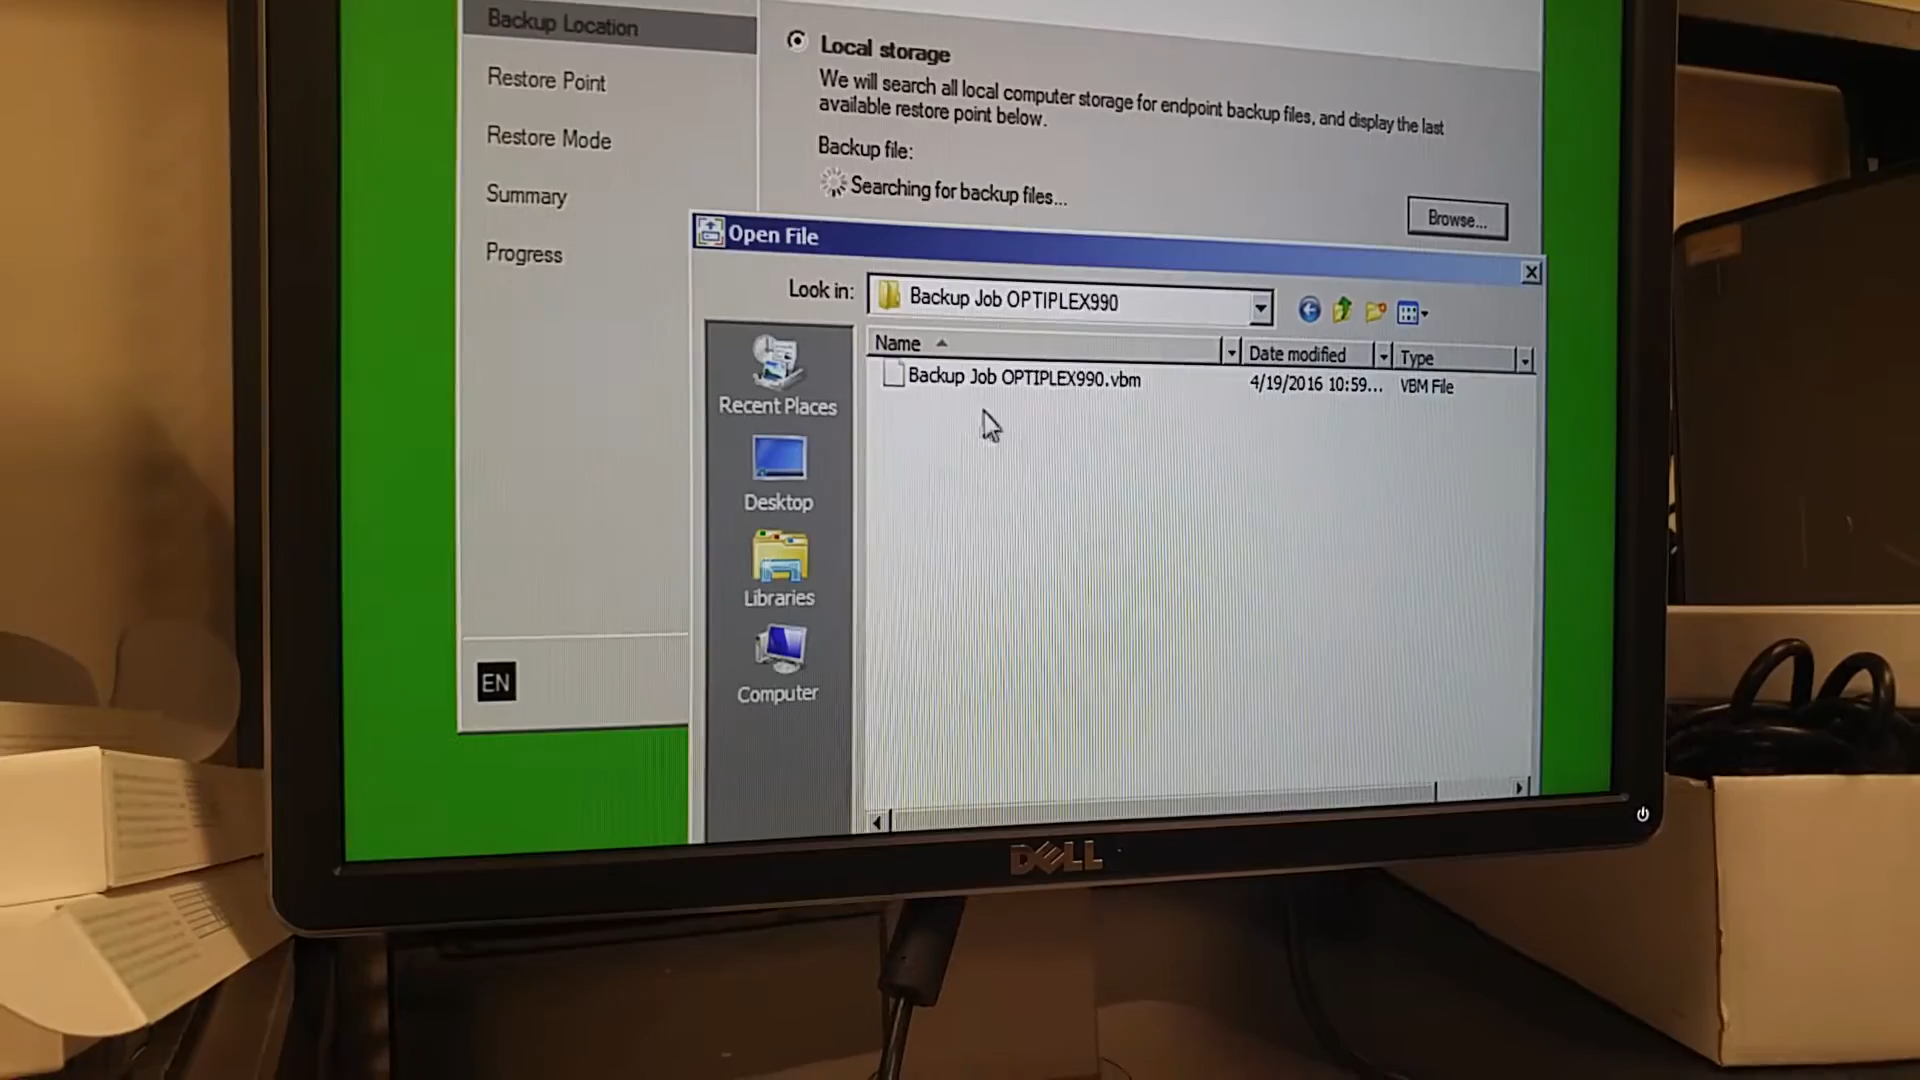 Backup Location
Restore Point
Restore Mode
Summary
Progress
EN
Local storage
We will search all local computer storage for endpoint backup files, and display the last
available restore point below.
Backup file:
Searching for backup files...
Browse...
Open File
Look in:
Backup Job OPTIPLEX990
Name
Date modified
Type
Backup Job OPTIPLEX990.vbm
4/19/2016 10:59...
VBM File
Recent Places
Desktop
Libraries
Computer
DELL